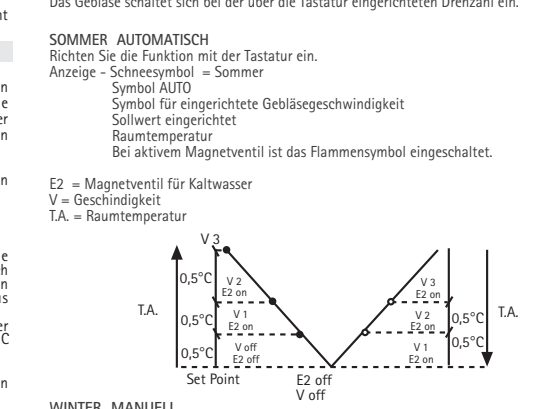 nt
Das Gebläse schaltet sich bei der über die Tastatur eingerichteten Drehzahl ein.
SOMMER AUTOMATISCH
Richten Sie die Funktion mit der Tastatur ein.
Anzeige - Schneesymbol = Sommer
Symbol AUTO
Symbol für eingerichtete Gebläsegeschwindigkeit
Sollwert eingerichtet
Raumtemperatur
Bei aktivem Magnetventil ist das Flammensymbol eingeschaltet.
E2 = Magnetventil für Kaltwasser
V = Geschindigkeit
T.A. = Raumtemperatur
V 3
0,5°C
V 2
E2 on
V 3
E2 on
T.A.
0,5°C
V 1
E2 on
V 2
E2 on
0,5°C
T.A.
0,5°C
V off
E2 off
V 1
E2 on
0,5°C
Set Point
E2 off
V off
WINTER MANUELL